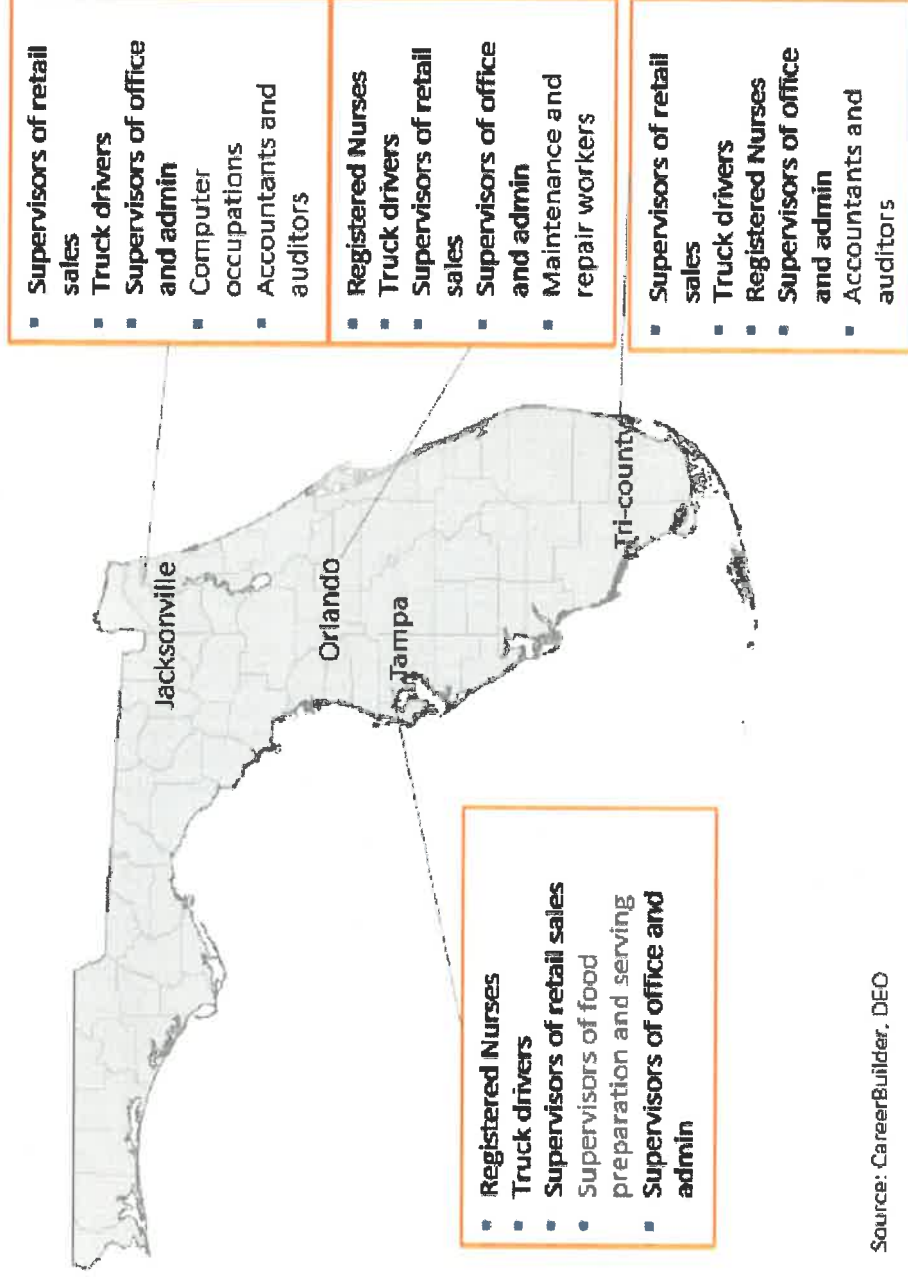 Supervisors of retail
sales
Truck drivers
Supervisors of office
and admin
Computer
occupations
Accountants and
auditors
Registered Nurses
Truck drivers
Supervisors of retail
sales
Supervisors of office
and admin
Maintenance and
repair workers
Supervisors of retail
sales
Truck drivers
Registered Nurses
Supervisors of office
and admin
Accountants and
auditors
Jacksonville
Orlando
Tampa
Tri-county
Registered Nurses
Truck drivers
Supervisors of retail sales
Supervisors of food
preparation and serving
Supervisors of office and
admin
Source: CareerBuilder, DEO